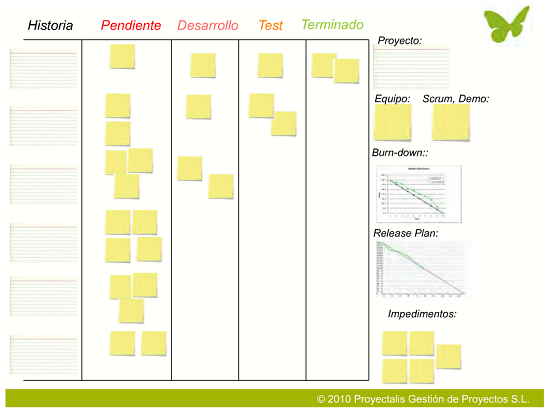 Historia Pendiente Desarrollo Test Terminado
Proyecto:
Equipo: Scrum, Demo:
Burn-down::
Release Plan:
Impedimentos:
© 2010 Proyectalis Gestión de Proyectos S.L.